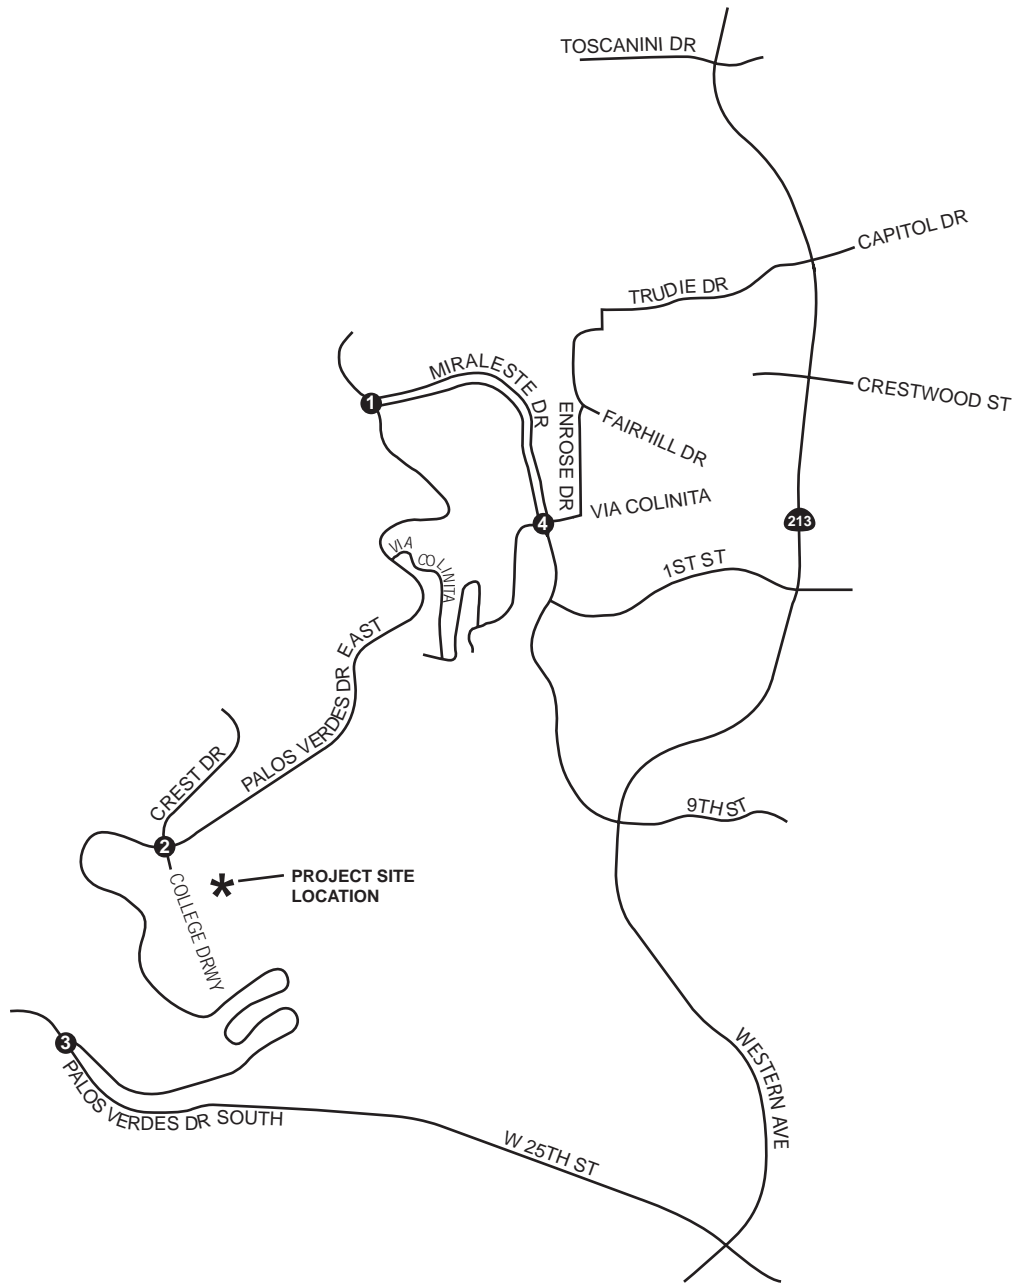 TOSCANINI DR
CAPITOL DR
TRUDIE DR
MIRALESTE DR
CRESTWOOD ST
1
ENROSE DR
FAIRHILL DR
VIA COLINITA
4
213
VIA COLINITA
1ST ST
PALOS VERDES DR EAST
CREST DR
9TH ST
2
PROJECT SITE
LOCATION
*
COLLEGE DRWY
3
PALOS VERDES DR SOUTH
WESTERN AVE
W 25TH ST